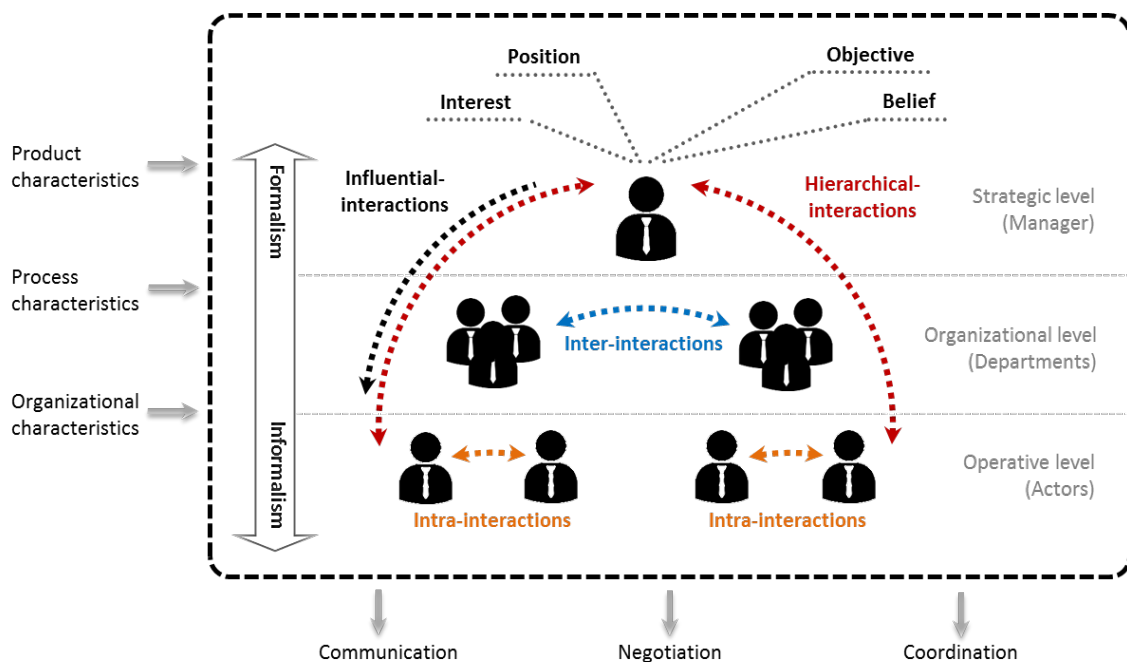 Position
Objective
Interest
Belief
Product
characteristics
Process
characteristics
Organizational
characteristics
Formalism
Informalism
Influential-
interactions
Hierarchical-
interactions
Strategic level
(Manager)
Inter-interactions
Organizational level
(Departments)
Operative level
(Actors)
Intra-interactions
Intra-interactions
Communication
Negotiation
Coordination